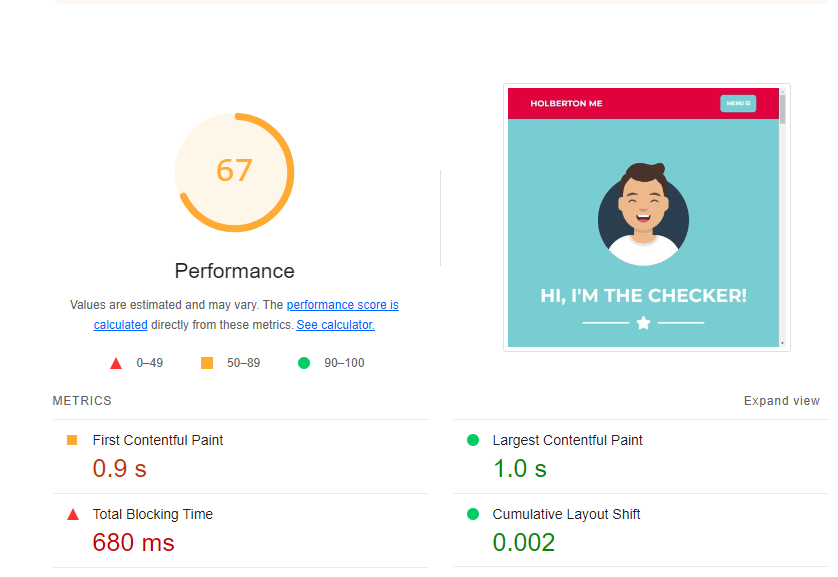 67
Performance
Values are estimated and may vary. The performance score is
calculated directly from these metrics. See calculator.
0–49
50–89
90–100
HOLBERTON ME
MENU
HI, I'M THE CHECKER!
METRICS
Expand view
First Contentful Paint
0.9 s
Largest Contentful Paint
1.0 s
Total Blocking Time
680 ms
Cumulative Layout Shift
0.002